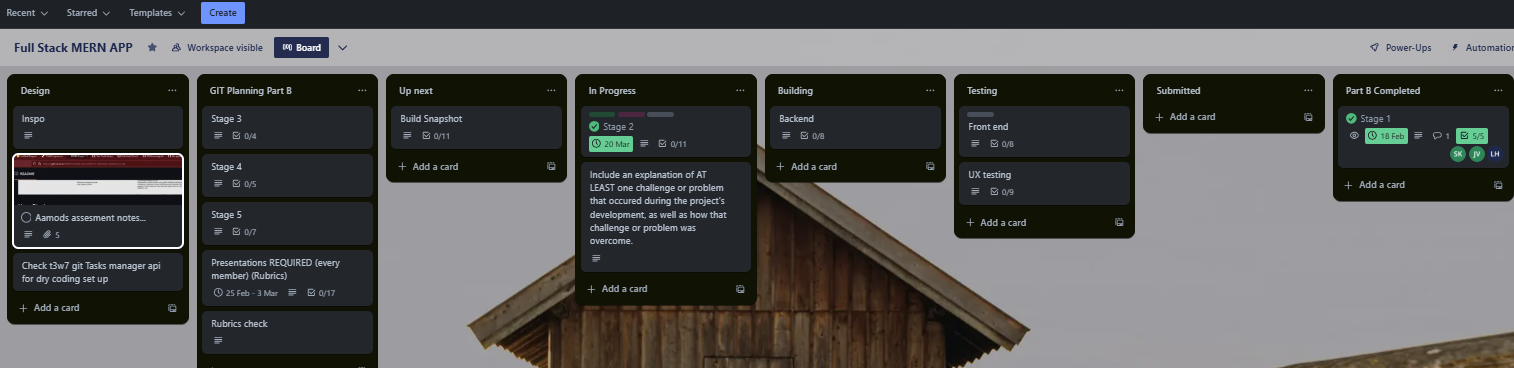 Recent Starred Templates Create
Full Stack MERN APP Workspace visible Board Power-Ups Automation
Design
Inspo
README
Aamods assesment notes...
5
Check t3w7 git Tasks manager api
for dry coding set up
Add a card
GIT Planning Part B
Stage 3
0/4
Stage 4
0/5
Stage 5
0/7
Presentations REQUIRED (every
member) (Rubrics)
25 Feb - 3 Mar 0/17
Rubrics check
Up next
Build Snapshot
0/11
Add a card
In Progress
Stage 2
20 Mar 0/11
Include an explanation of AT
LEAST one challenge or problem
that occured during the project's
development, as well as how that
challenge or problem was
overcome.
Add a card
Building
Backend
0/8
Add a card
Testing
Front end
0/8
UX testing
0/9
Add a card
Submitted
Add a card
Part B Completed
Stage 1
18 Feb 1 5/5
SK JV LH
Add a card